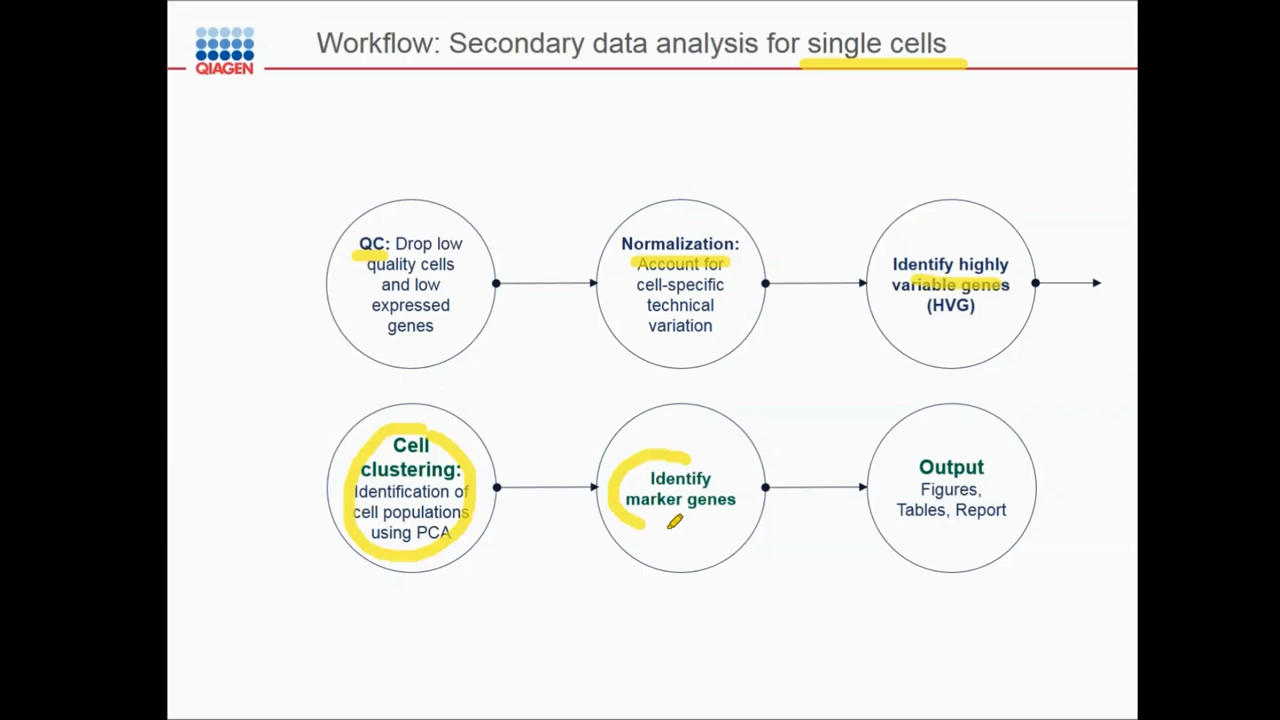 Workflow: Secondary data analysis for single cells
QIAGEN
QC: Drop low
quality cells
and low
expressed
genes
Normalization:
Account for
cell-specific
technical
variation
Identify highly
variable genes
(HVG)
Cell
clustering:
Identification of
cell populations
using PCA
Identify
marker genes
Output
Figures,
Tables, Report